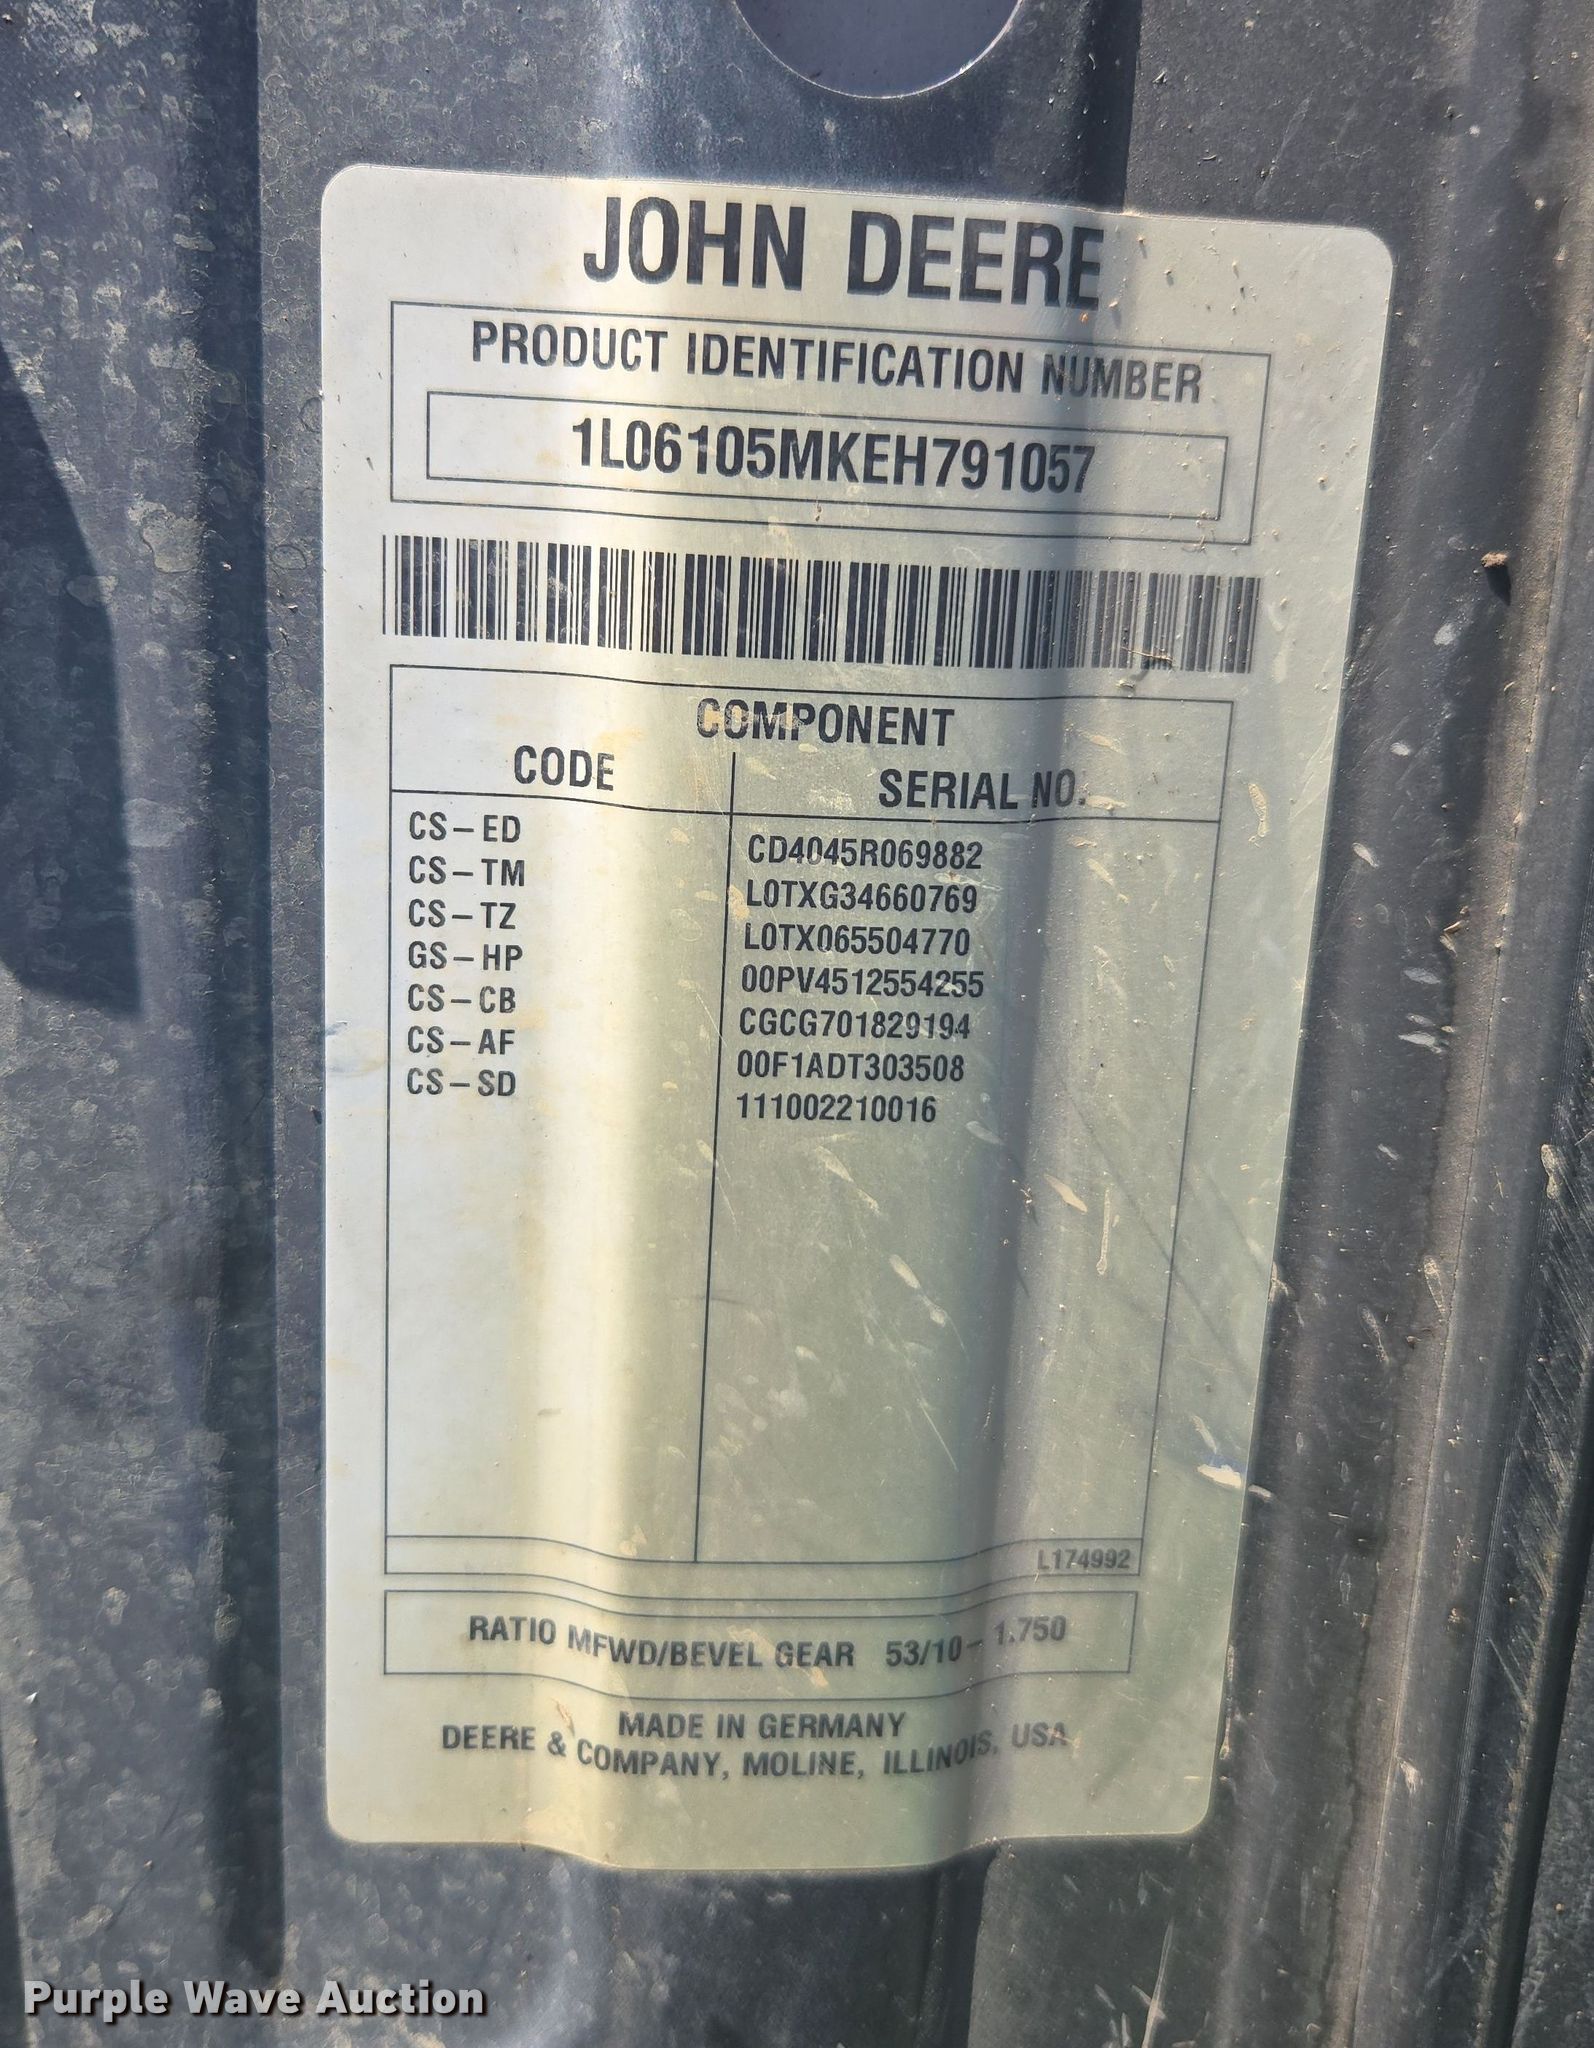 JOHN DEERE
PRODUCT IDENTIFICATION NUMBER
1L06105MKEH791057
COMPONENT
CODE SERIAL NO.
CS-ED CD4045R069882
CS-TM L0TXG34660769
CS-TZ L0TX065504770
GS-HP 00PV4512554255
CS-CB CGCG701829194
CS-AF 00F1ADT303508
CS-SD 111002210016
L174992
RATIO MFWD/BEVEL GEAR 53/10-1.750
MADE IN GERMANY
DEERE & COMPANY, MOLINE, ILLINOIS, USA
Purple Wave Auction